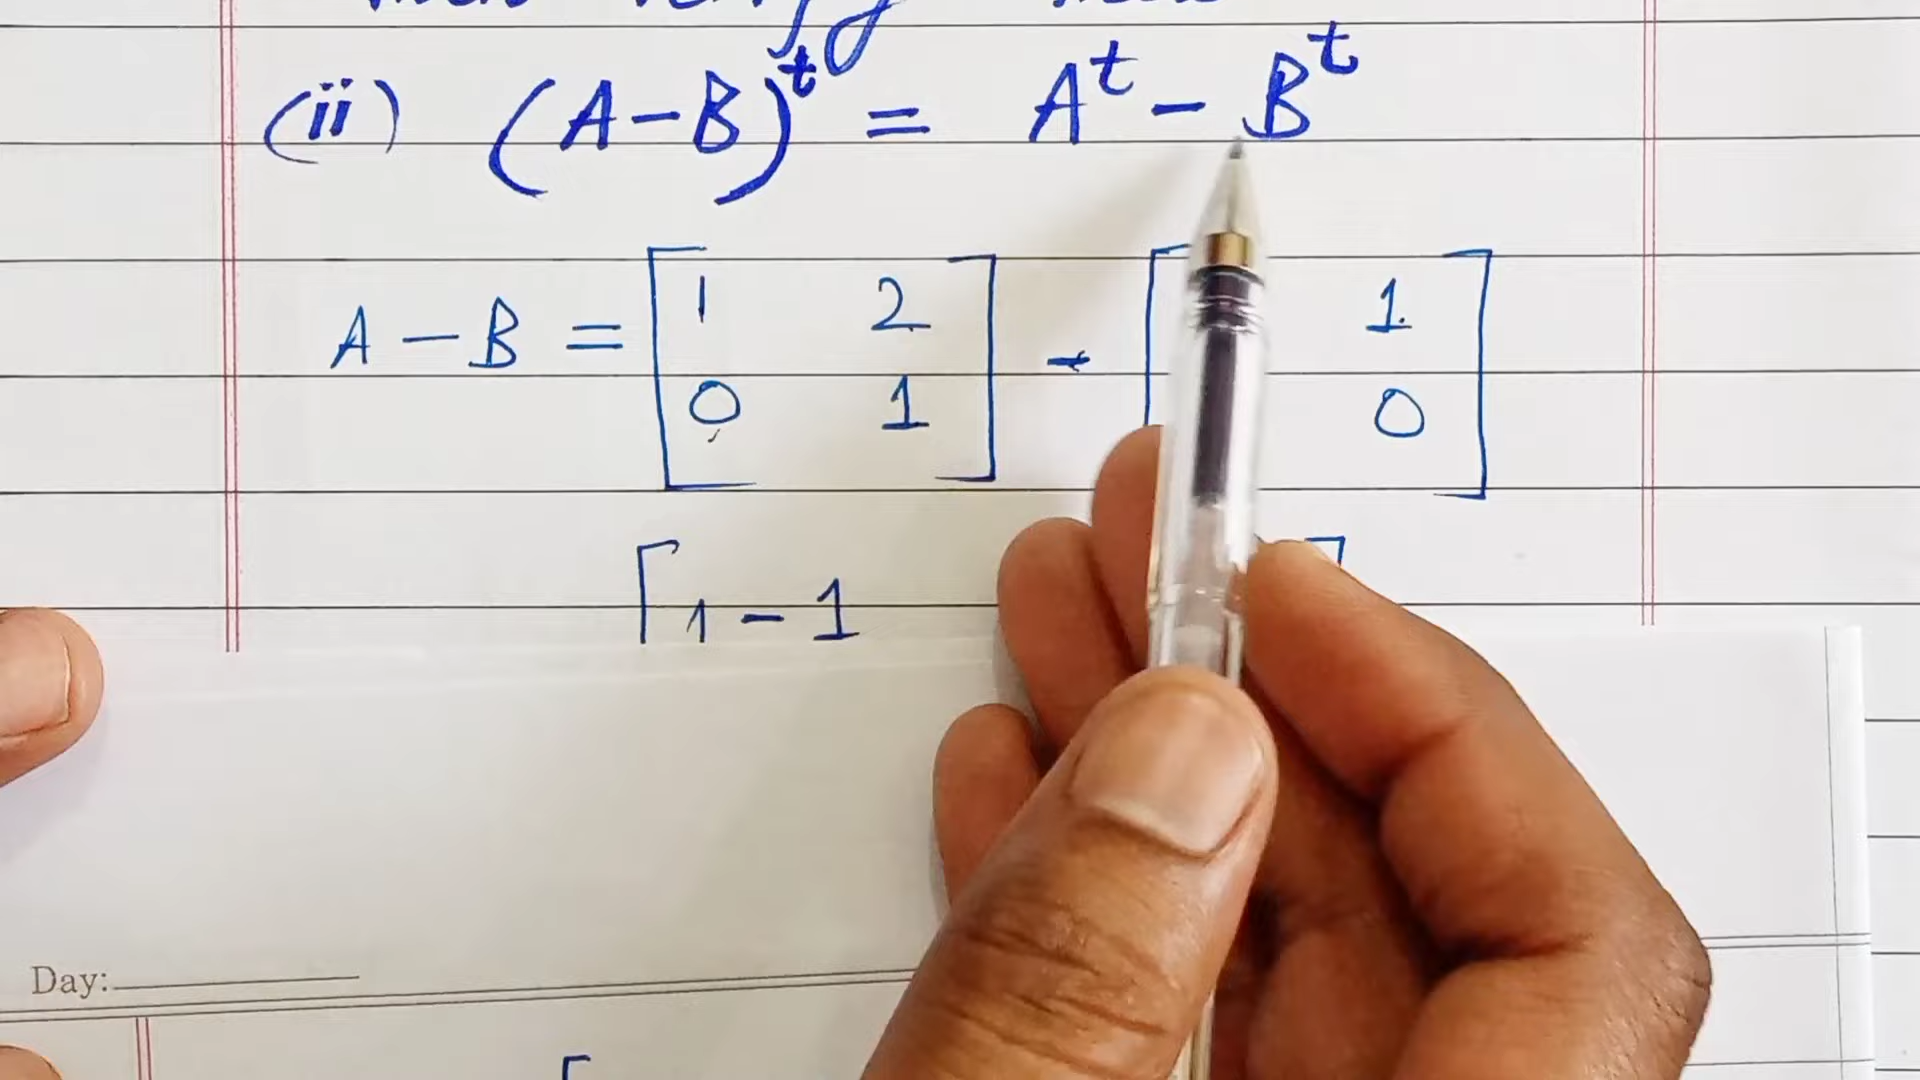 (ii) (A-B)^t = A^t - B^t
A - B = [1 2 - [ 1
0 1] 0]
[1 - 1 ]
Day: